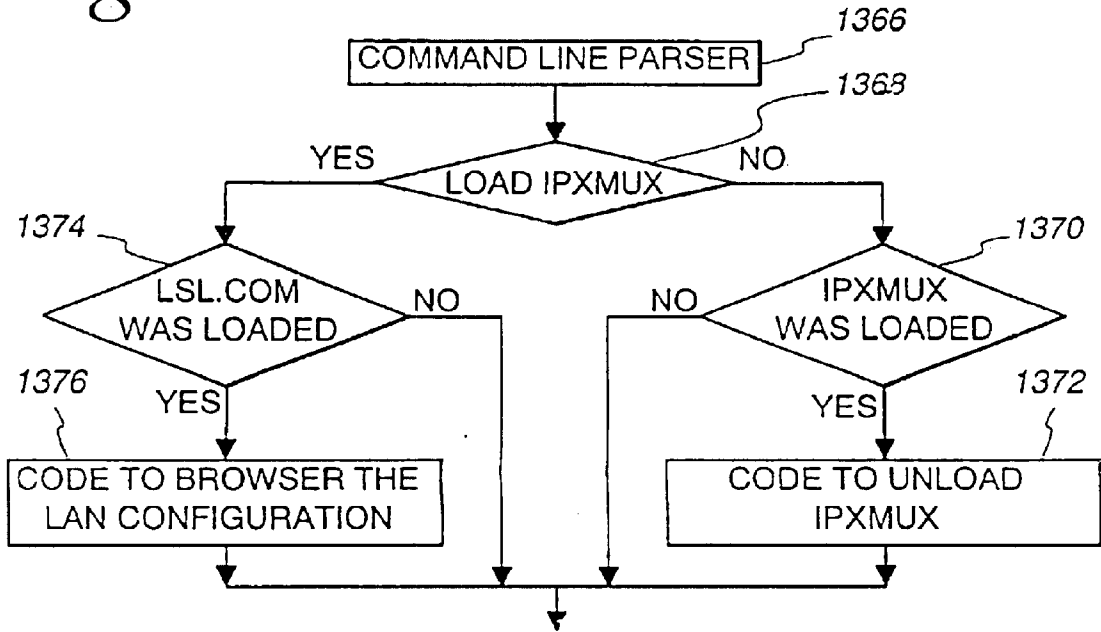 1366
COMMAND LINE PARSER
1368
YES
NO
LOAD IPXMUX
1374
1370
LSL.COM
WAS LOADED
NO
NO
IPXMUX
WAS LOADED
1376
YES
YES
1372
CODE TO BROWSER THE
LAN CONFIGURATION
CODE TO UNLOAD
IPXMUX